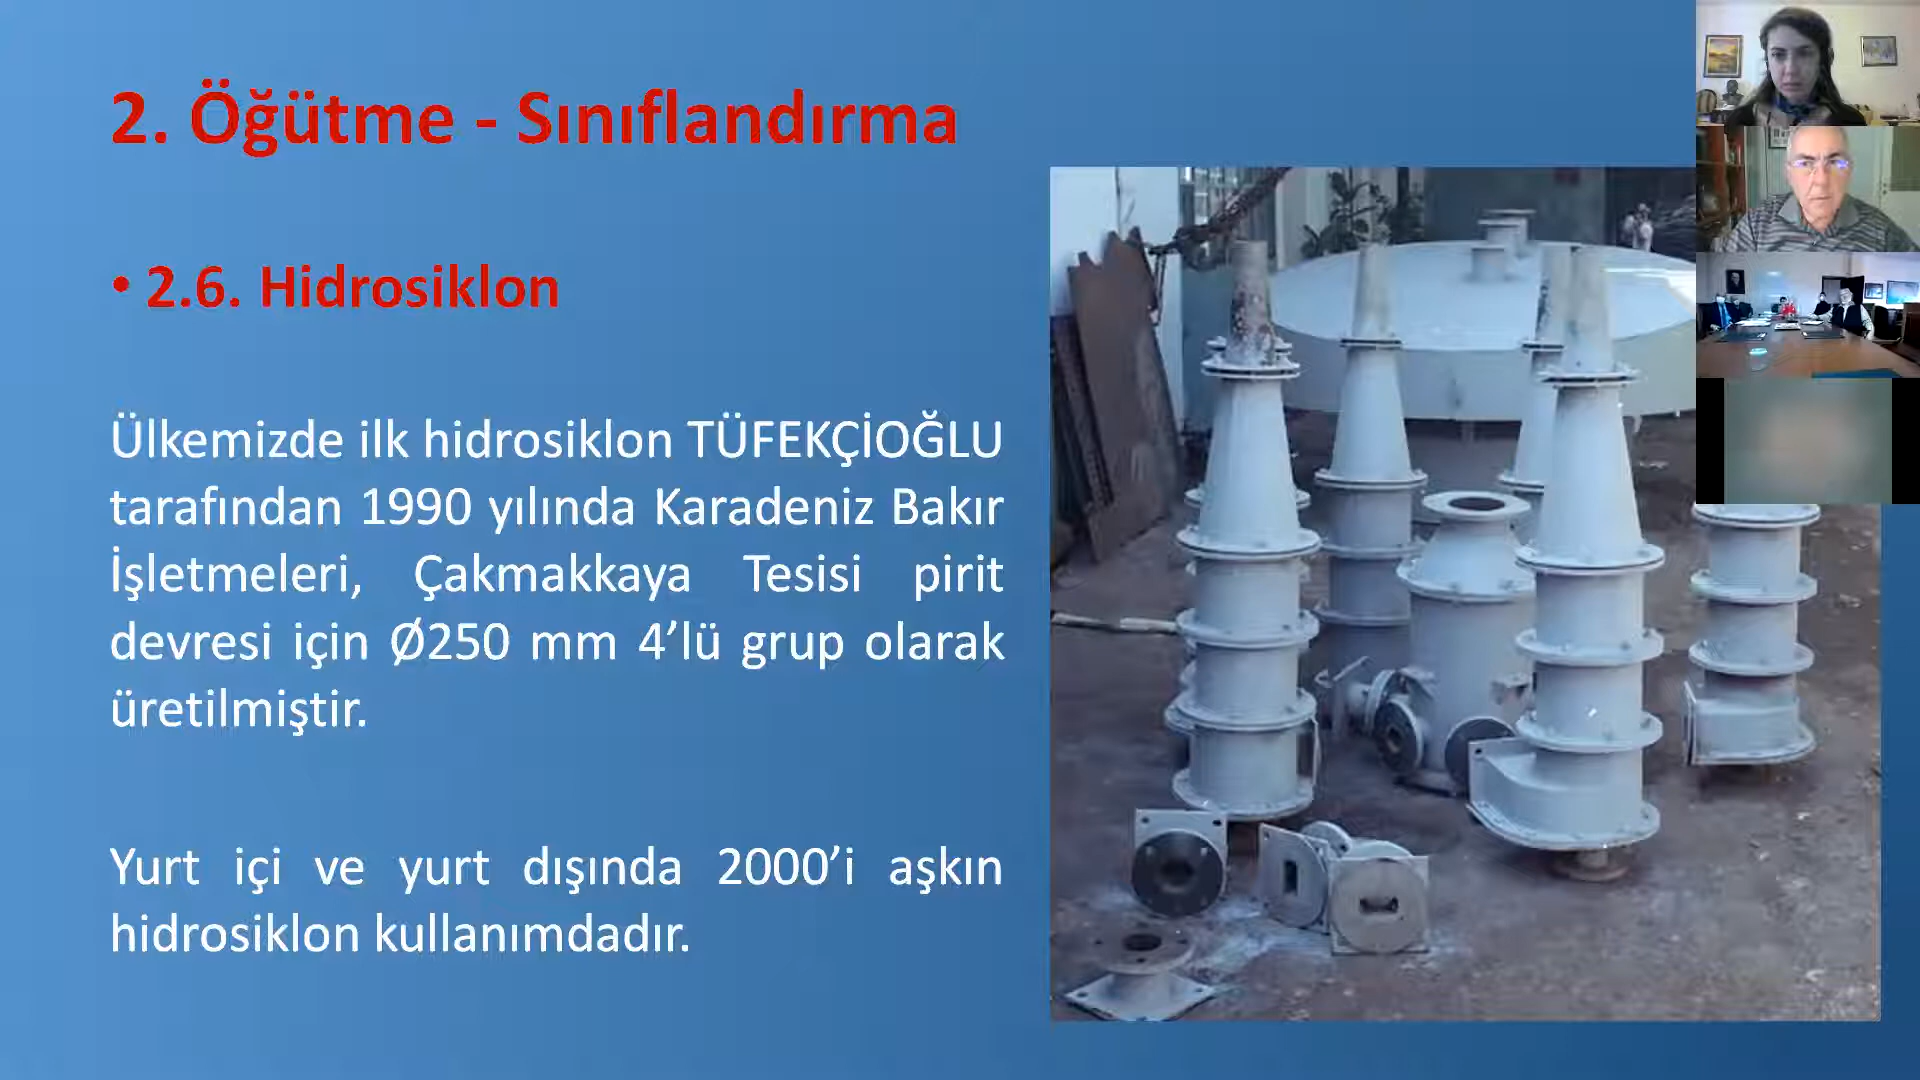 2. Öğütme - Sınıflandırma
• 2.6. Hidrosiklon
Ülkemizde ilk hidrosiklon TÜFEKÇİOĞLU
tarafından 1990 yılında Karadeniz Bakır
İşletmeleri, Çakmakkaya Tesisi pirit
devresi için Ø250 mm 4’lü grup olarak
üretilmiştir.
Yurt içi ve yurt dışında 2000’i aşkın
hidrosiklon kullanımdadır.